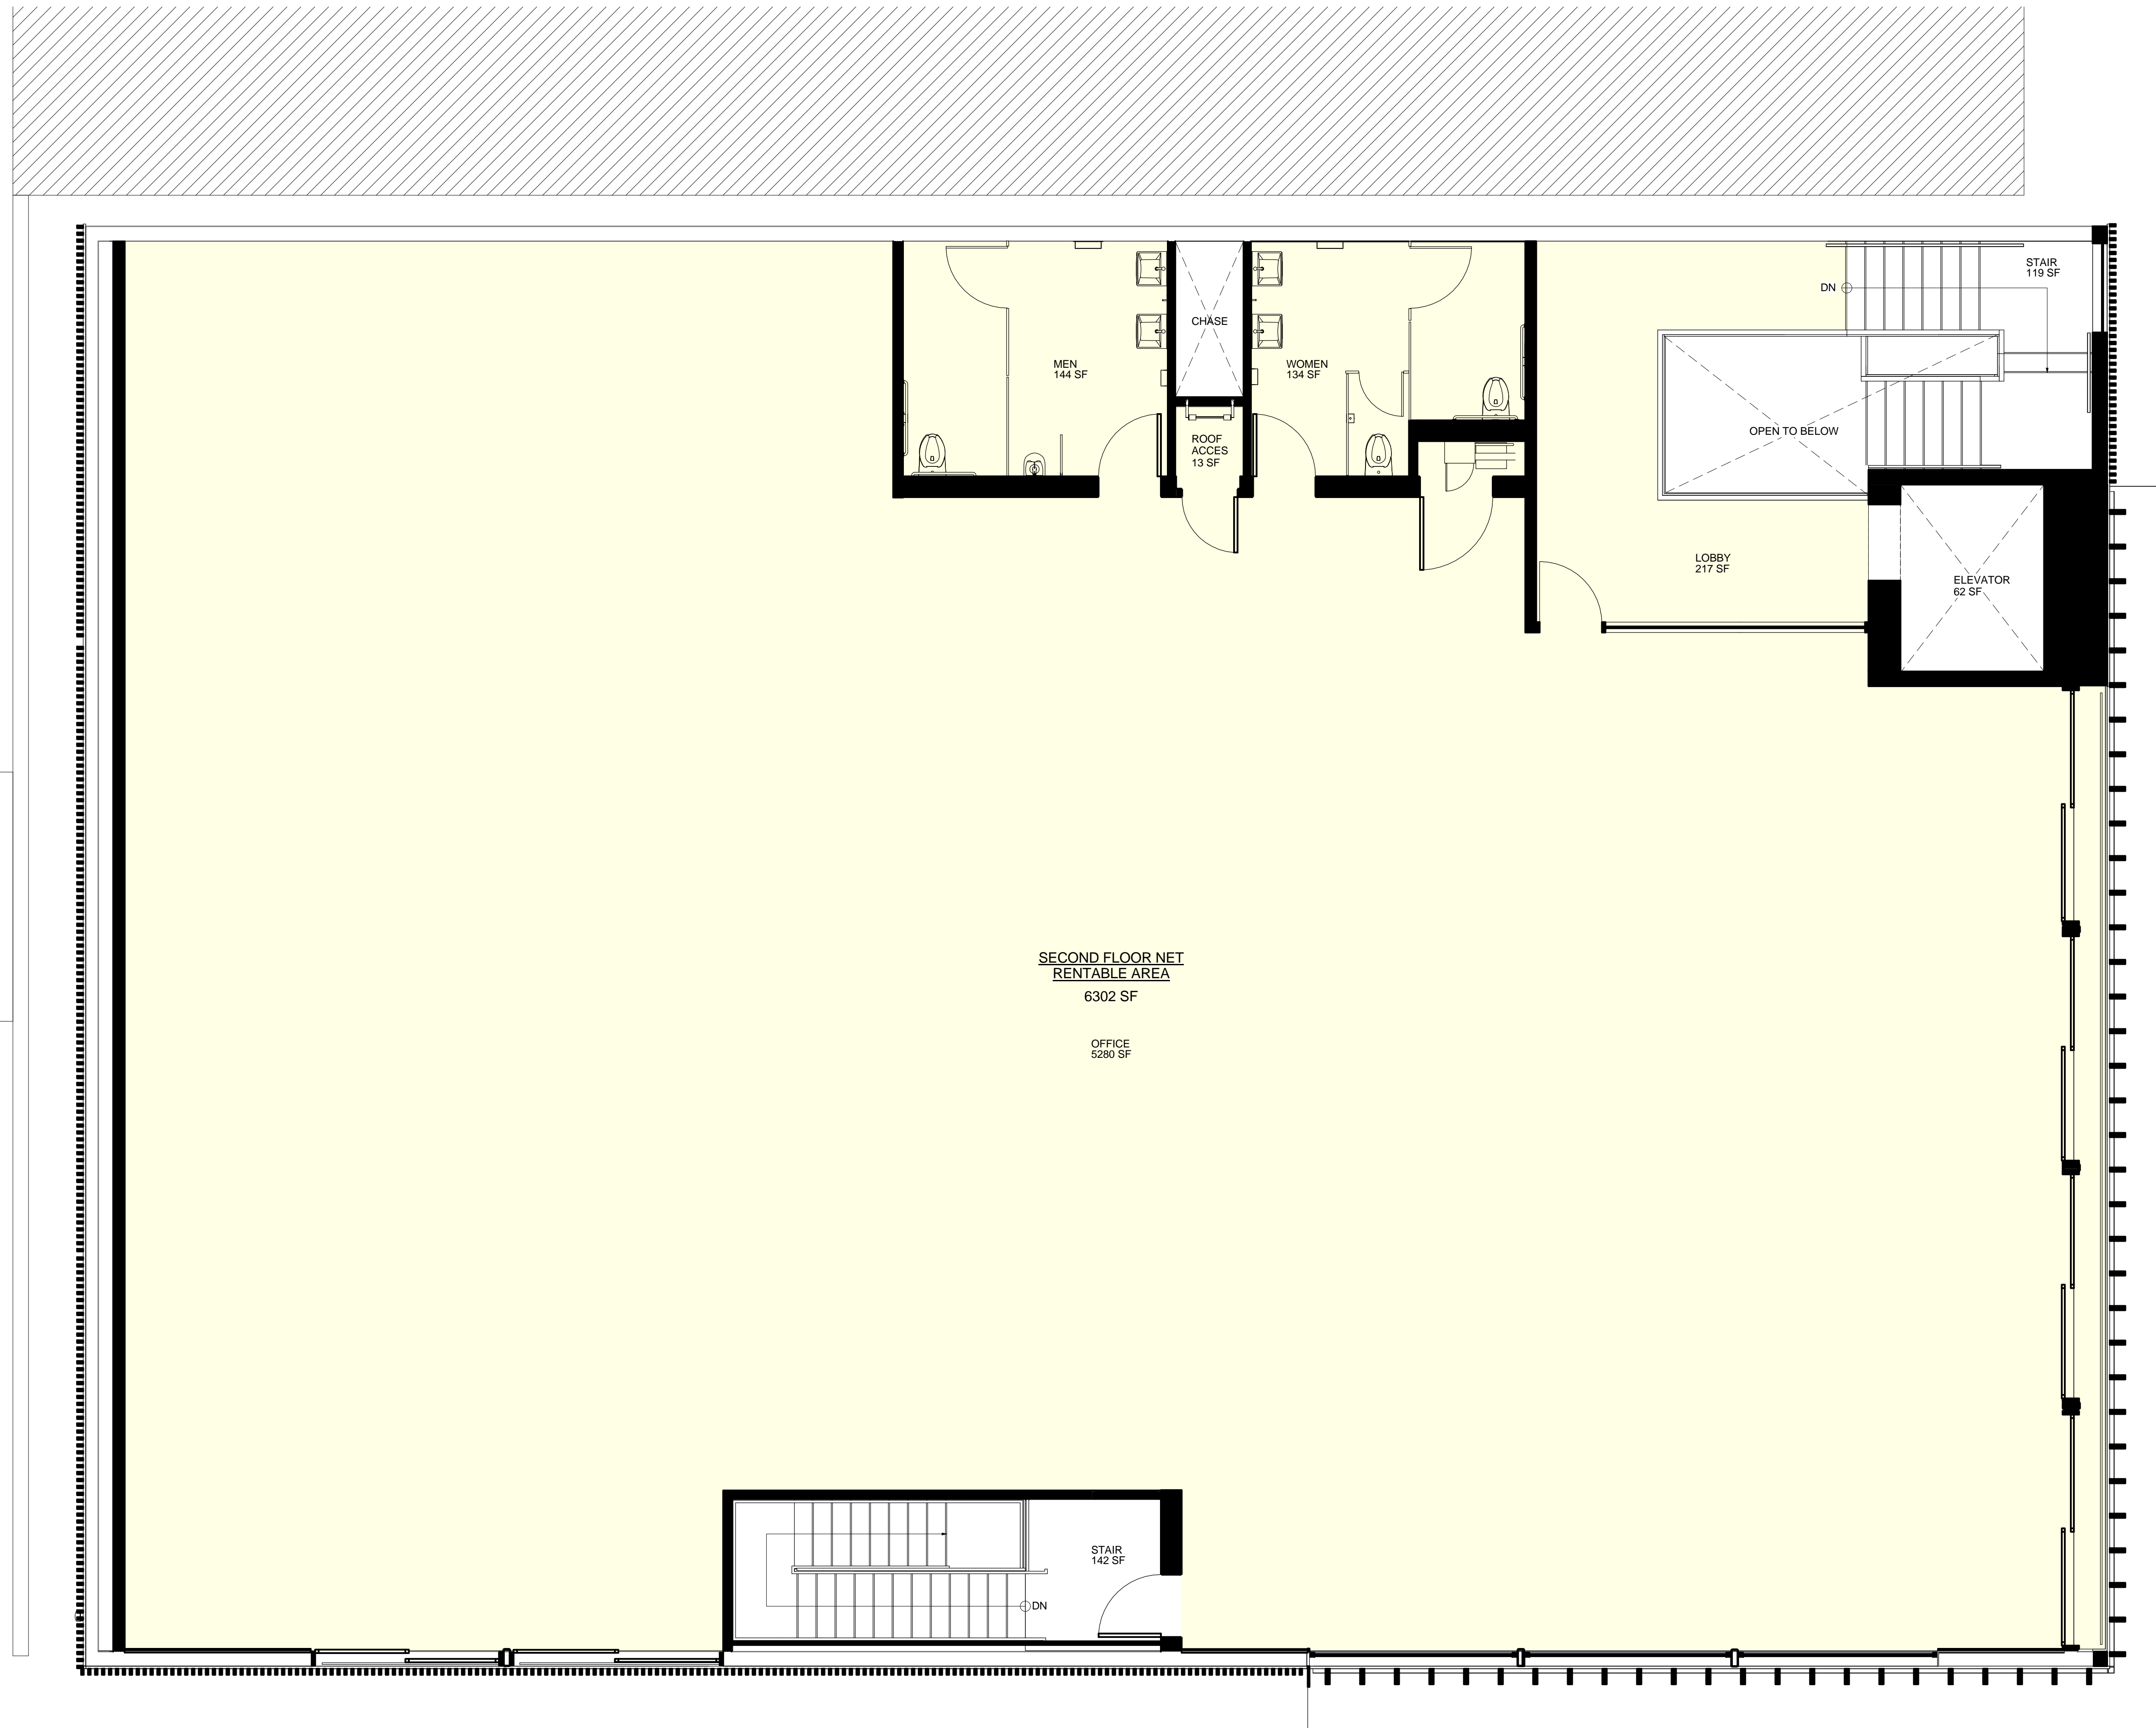 STAIR
119 SF
DN
CHASE
MEN
144 SF
WOMEN
134 SF
OPEN TO BELOW
ROOF
ACCES
13 SF
LOBBY
217 SF
ELEVATOR
62 SF
SECOND FLOOR NET
RENTABLE AREA
6302 SF
OFFICE
5280 SF
STAIR
142 SF
DN